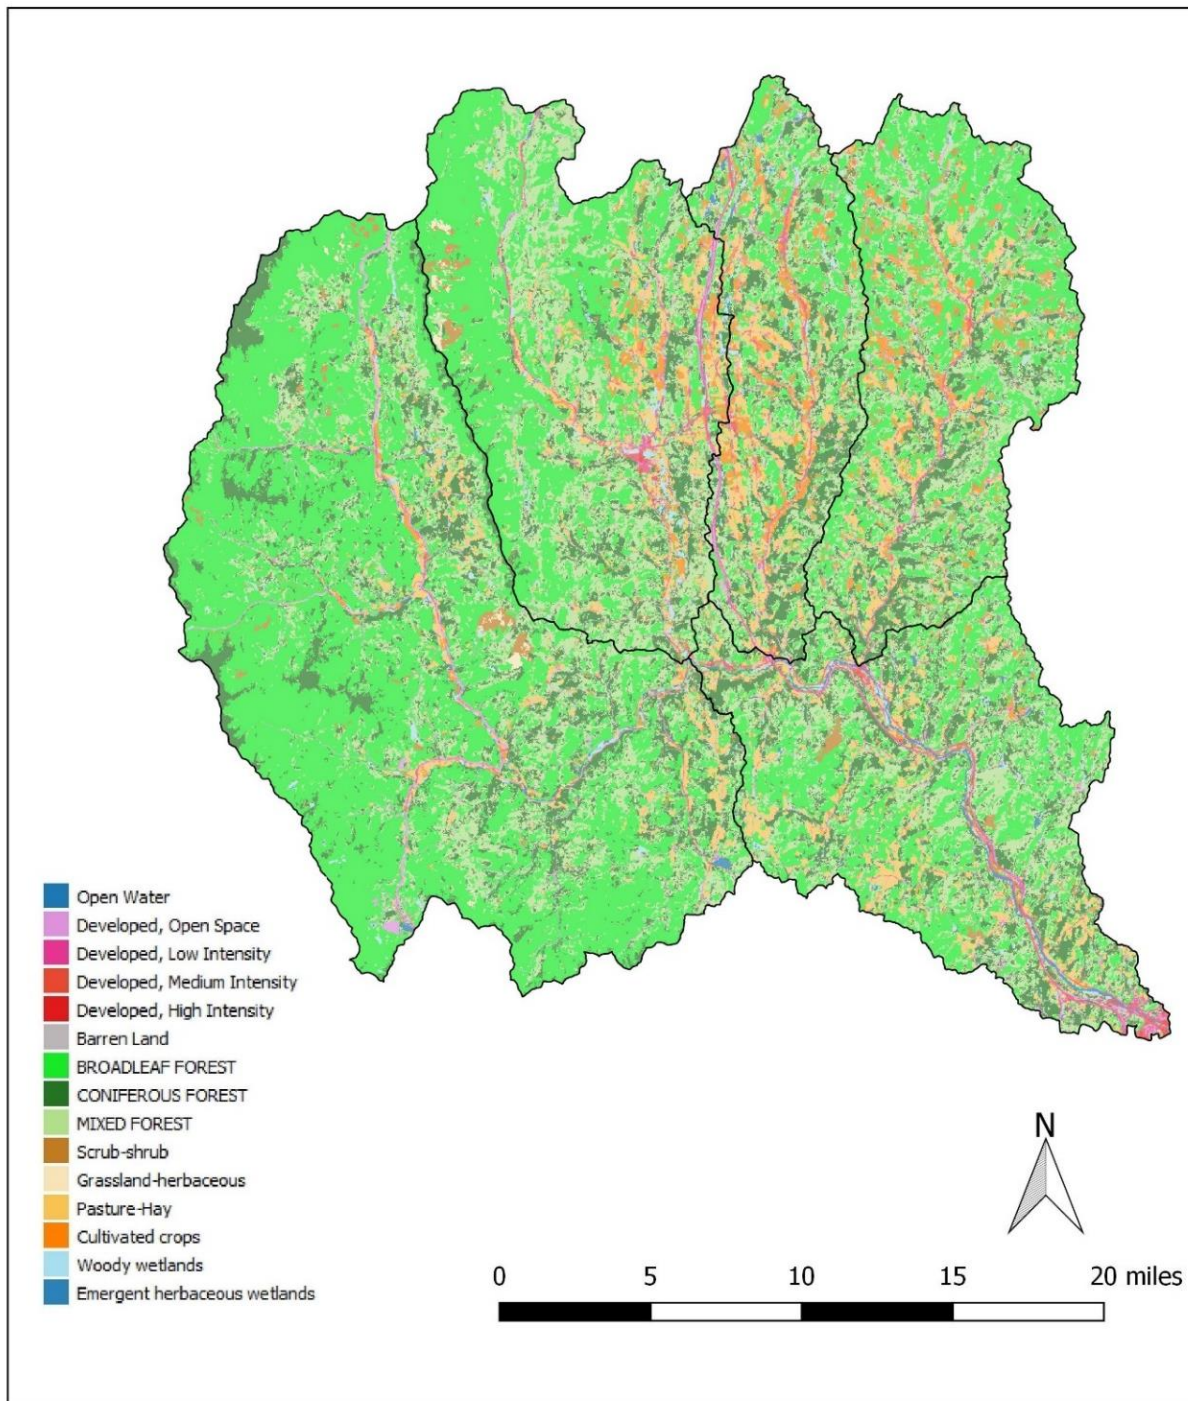 Open Water
Developed, Open Space
Developed, Low Intensity
Developed, Medium Intensity
Developed, High Intensity
Barren Land
BROADLEAF FOREST
CONIFEROUS FOREST
MIXED FOREST
Scrub-shrub
Grassland-herbaceous
Pasture-Hay
Cultivated crops
Woody wetlands
Emergent herbaceous wetlands
N
0 5 10 15 20 miles